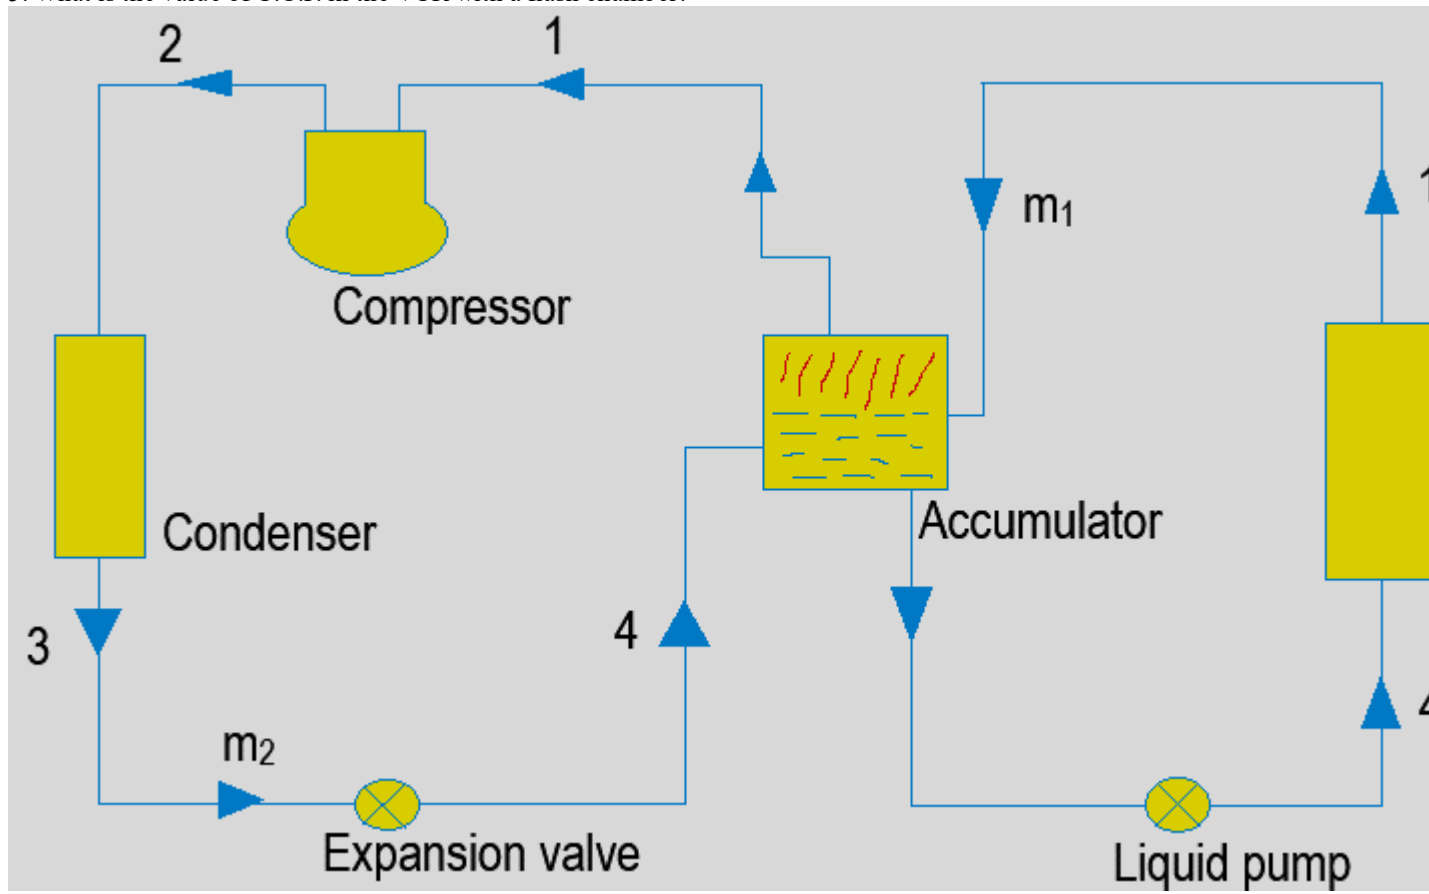 2
1
m1
Compressor
Condenser
Accumulator
3
4
m2
Expansion valve
Liquid pump